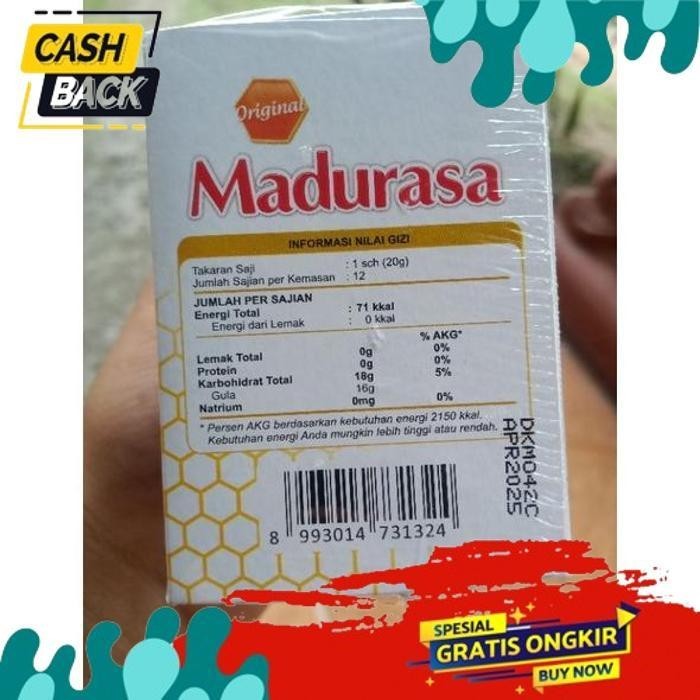 CASH
BACK
Original
Madurasa
INFORMASI NILAI GIZI
Takaran Saji : 1 sch (20g)
Jumlah Sajian per Kemasan : 12
JUMLAH PER SAJIAN
Energi Total : 71 kkal
Energi dari Lemak : 0 kkal
% AKG*
Lemak Total 0g 0%
Protein 0g 0%
Karbohidrat Total 18g 5%
Gula 16g
Natrium 0mg 0%
* Persen AKG berdasarkan kebutuhan energi 2150 kkal.
Kebutuhan energi Anda mungkin lebih tinggi atau rendah.
DKM042C
APR2025
8 993014 731324
SPESIAL
GRATIS ONGKIR
BUY NOW